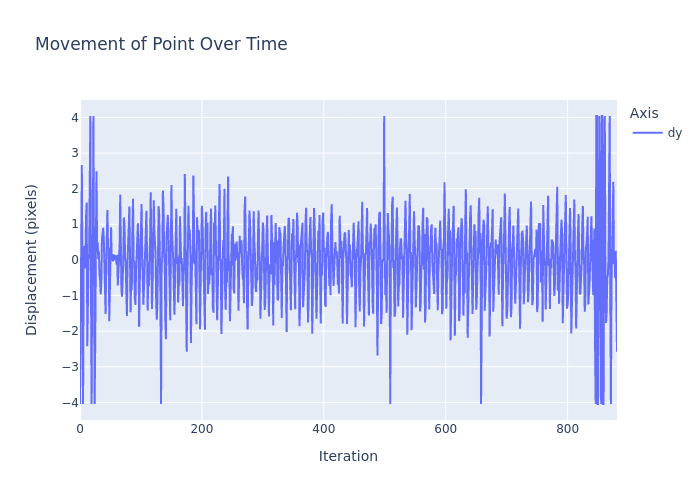 Movement of Point Over Time
Axis
dy
Displacement (pixels)
4
3
2
1
0
−1
−2
−3
−4
0
200
400
600
800
Iteration